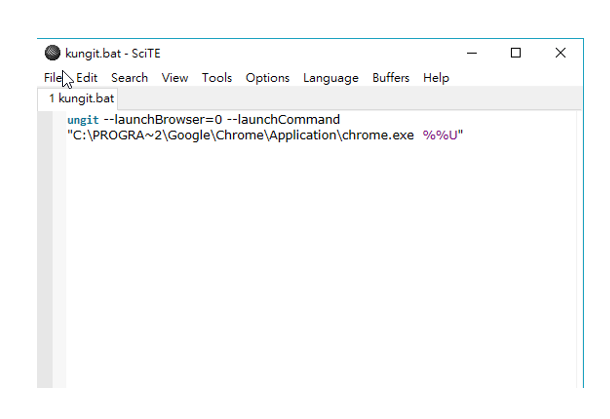 kungit.bat - SciTE
File Edit Search View Tools Options Language Buffers Help
1 kungit.bat
ungit --launchBrowser=0 --launchCommand
"C:\PROGRA~2\Google\Chrome\Application\chrome.exe %%U"